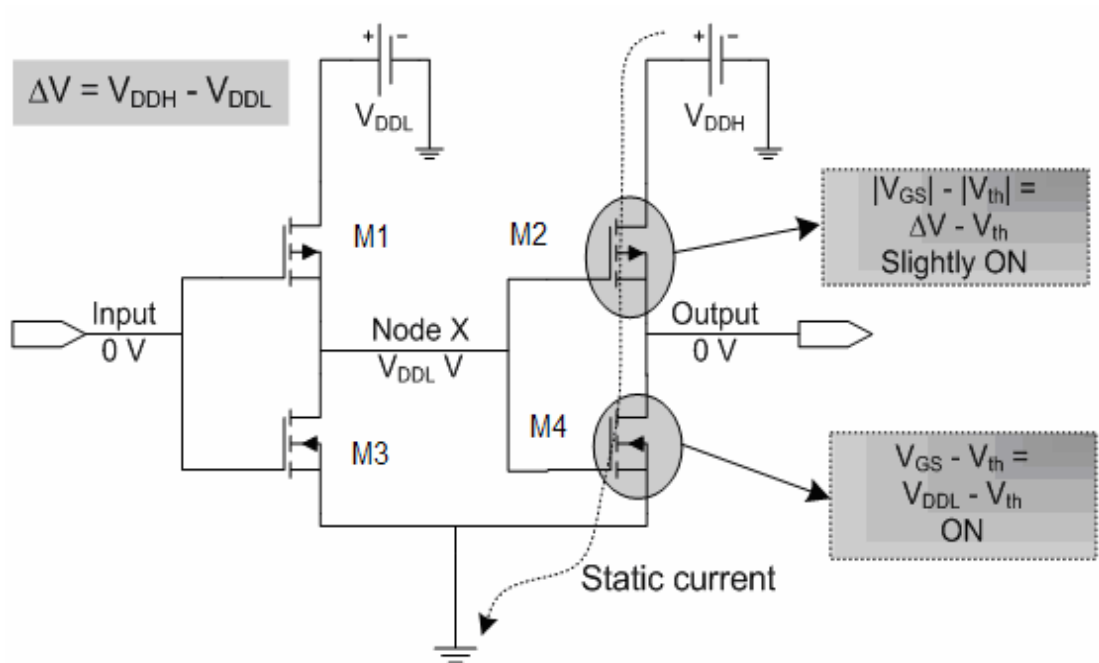 + -
+ -
ΔV = V_DDH - V_DDL
V_DDL
V_DDH
|V_GS| - |V_th| =
ΔV - V_th
Slightly ON
M1
M2
Input
0 V
Node X
V_DDL V
Output
0 V
M3
M4
V_GS - V_th =
V_DDL - V_th
ON
Static current